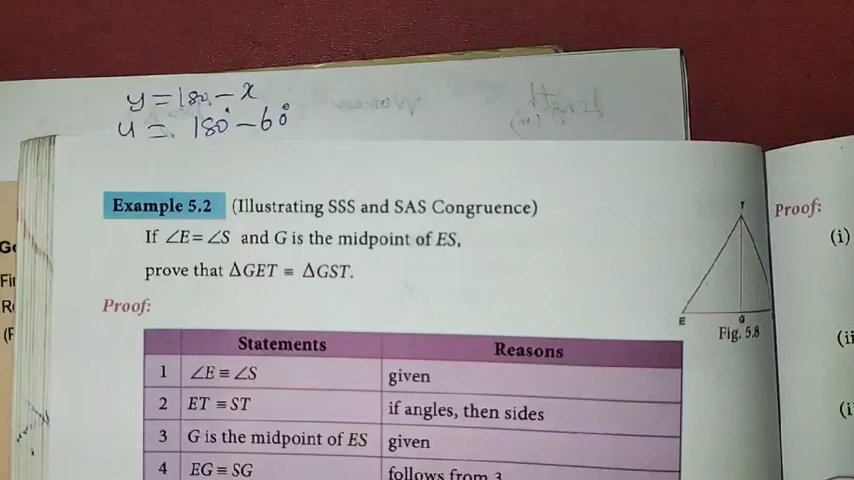 y = 180 - x
y = 180° - 60°
Example 5.2 (Illustrating SSS and SAS Congruence)
If ∠E = ∠S and G is the midpoint of ES,
prove that ΔGET ≡ ΔGST.
Proof:
Statements Reasons
1 ∠E ≡ ∠S given
2 ET ≡ ST if angles, then sides
3 G is the midpoint of ES given
4 EG ≡ SG follows from 3
T
E G
Fig. 5.8
Proof:
(i)